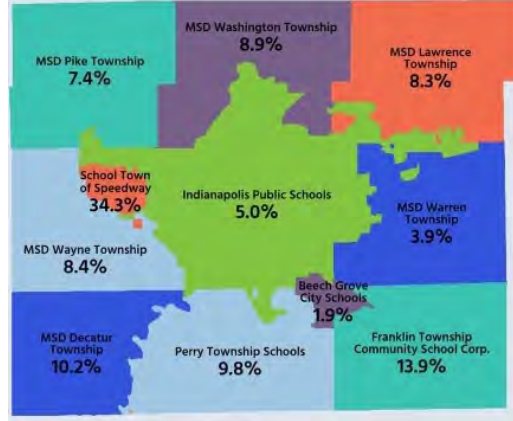 MSD Washington Township
8.9%
MSD Pike Township
7.4%
MSD Lawrence
Township
8.3%
School Town
of Speedway
34.3%
Indianapolis Public Schools
5.0%
MSD Warren
Township
3.9%
MSD Wayne Township
8.4%
Beech Grove
City Schools
1.9%
MSD Decatur
Township
10.2%
Perry Township Schools
9.8%
Franklin Township
Community School Corp.
13.9%